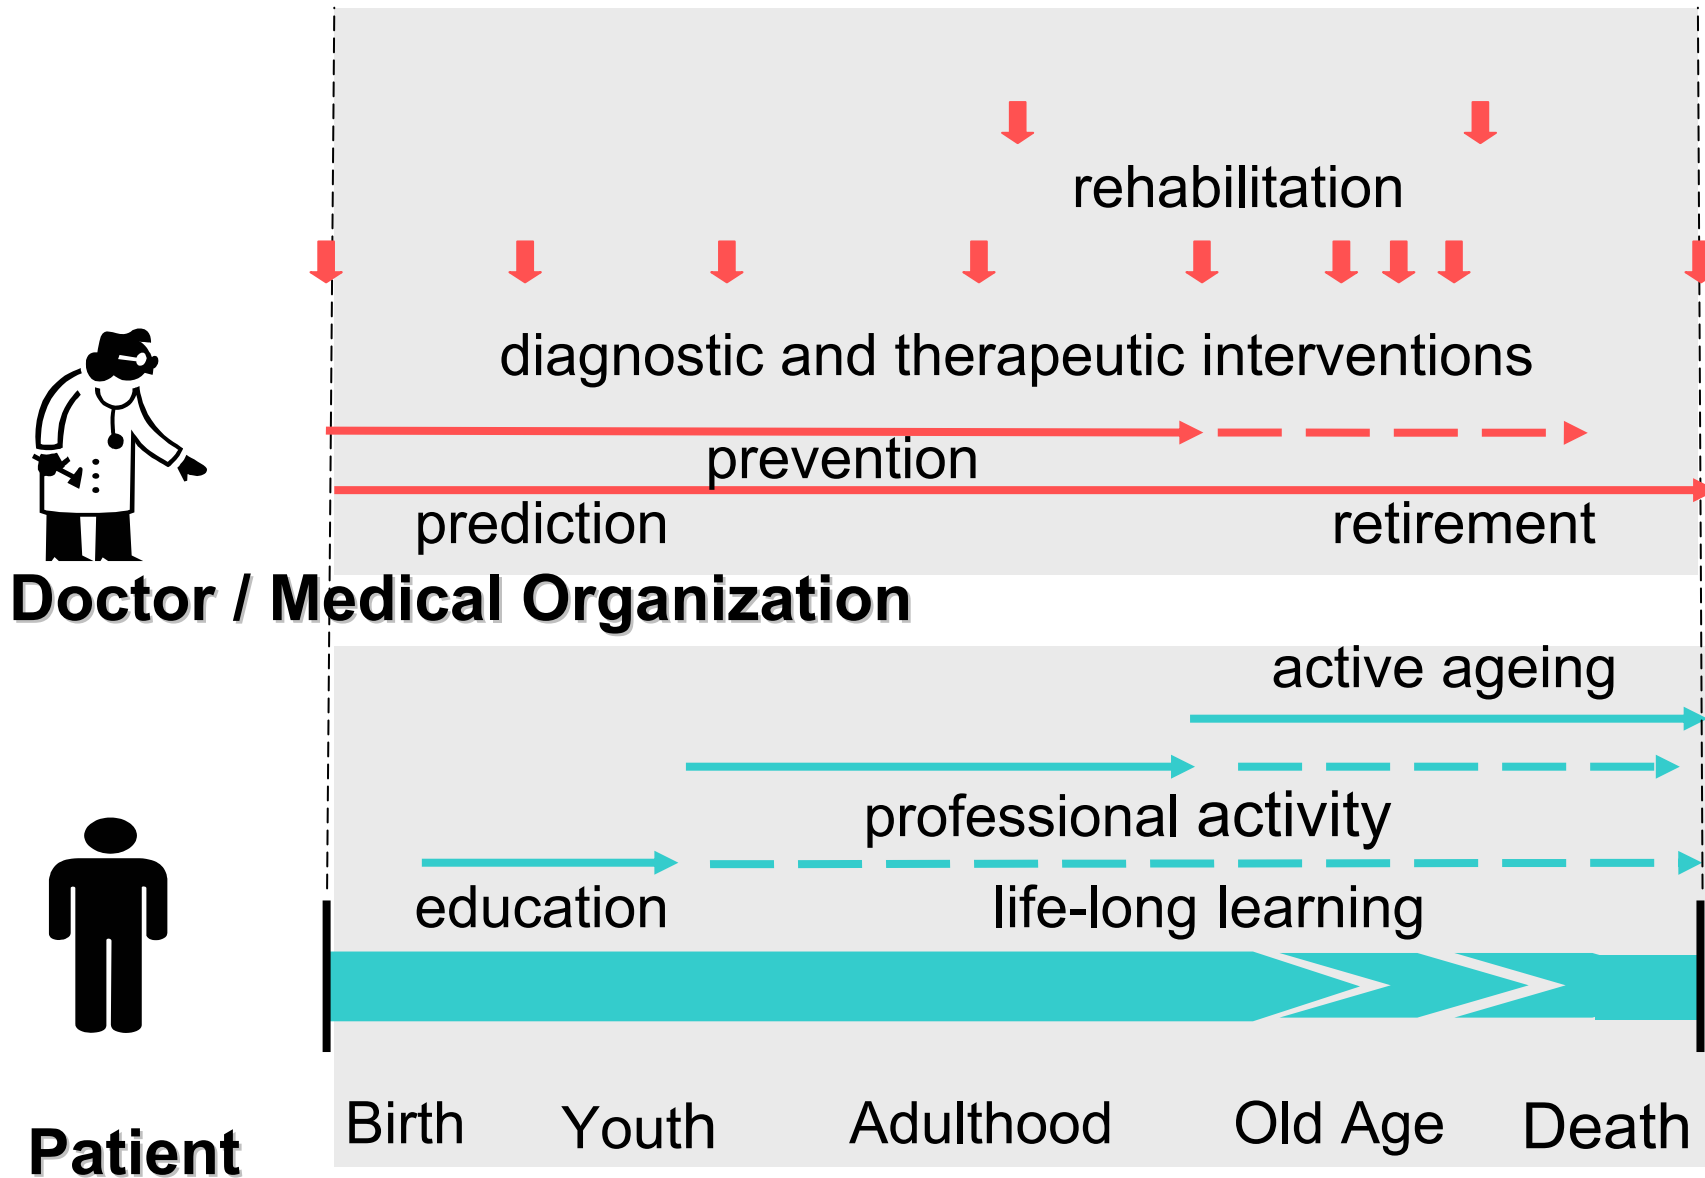 rehabilitation
diagnostic and therapeutic interventions
prevention
prediction retirement
Doctor / Medical Organization
active ageing
professional activity
education life-long learning
Birth Youth Adulthood Old Age Death
Patient